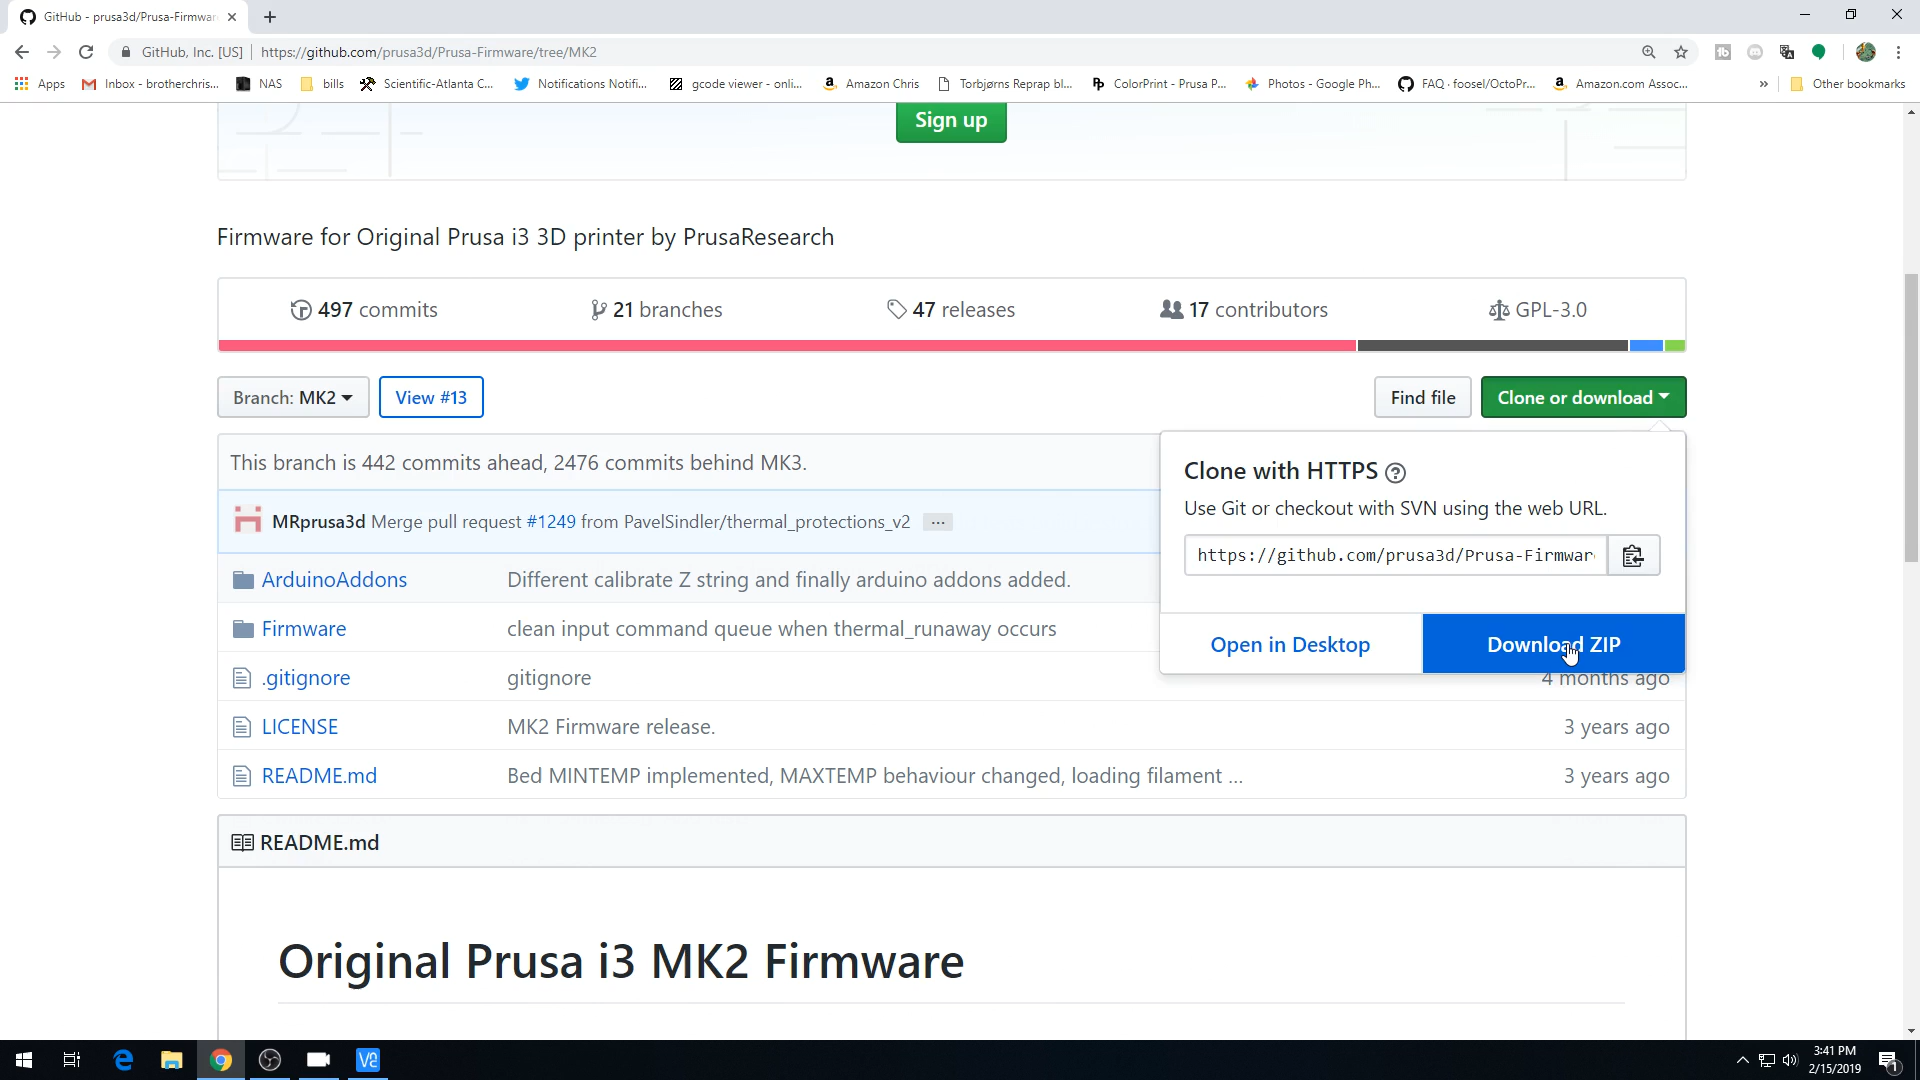 GitHub - prusa3d/Prusa-Firmwar
GitHub, Inc. [US] | https://github.com/prusa3d/Prusa-Firmware/tree/MK2
Apps
Inbox - brotherchris...
NAS
bills
Scientific-Atlanta C...
Notifications Notifi...
gcode viewer - onli...
Amazon Chris
Torbjørns Reprap bl...
ColorPrint - Prusa P...
Photos - Google Ph...
FAQ · foosel/OctoPr...
Amazon.com Assoc...
»
Other bookmarks
Sign up
Firmware for Original Prusa i3 3D printer by PrusaResearch
497 commits
21 branches
47 releases
17 contributors
GPL-3.0
Branch: MK2
View #13
Find file
Clone or download
This branch is 442 commits ahead, 2476 commits behind MK3.
Clone with HTTPS
Use Git or checkout with SVN using the web URL.
https://github.com/prusa3d/Prusa-Firmwar
Open in Desktop
Download ZIP
MRprusa3d Merge pull request #1249 from PavelSindler/thermal_protections_v2 ...
ArduinoAddons Different calibrate Z string and finally arduino addons added.
Firmware clean input command queue when thermal_runaway occurs
.gitignore gitignore 4 months ago
LICENSE MK2 Firmware release. 3 years ago
README.md Bed MINTEMP implemented, MAXTEMP behaviour changed, loading filament ... 3 years ago
README.md
Original Prusa i3 MK2 Firmware
3:41 PM
2/15/2019
1